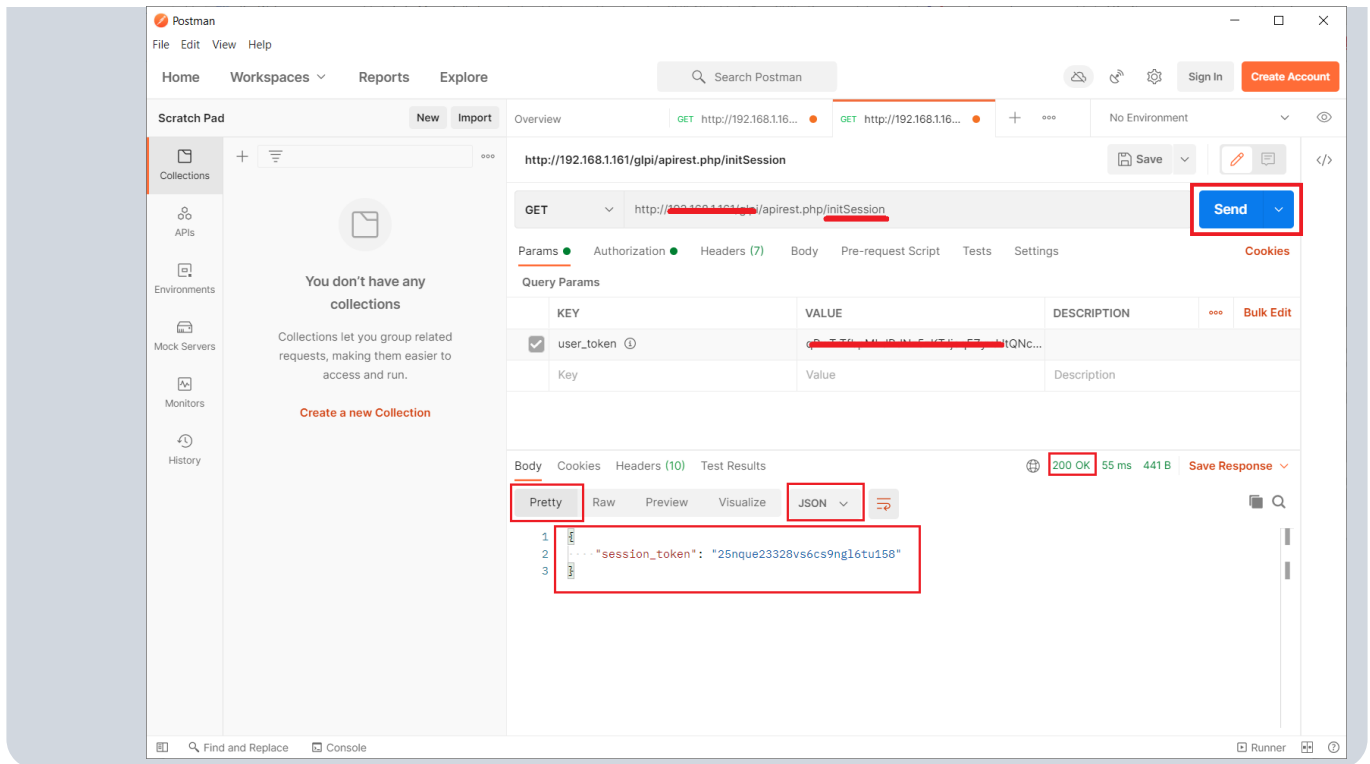 Postman
File Edit View Help
Home Workspaces Reports Explore
Search Postman
Sign In Create Account
Scratch Pad New Import
Overview GET http://192.168.1.16... GET http://192.168.1.16... No Environment
Collections
APIs
Environments
Mock Servers
Monitors
History
You don't have any
collections
Collections let you group related
requests, making them easier to
access and run.
Create a new Collection
http://192.168.1.161/glpi/apirest.php/initSession
Save
GET http:// /apirest.php/initSession Send
Params Authorization Headers (7) Body Pre-request Script Tests Settings Cookies
Query Params
KEY VALUE DESCRIPTION Bulk Edit
user_token tQNc...
Key Value Description
Body Cookies Headers (10) Test Results 200 OK 55 ms 441 B Save Response
Pretty Raw Preview Visualize JSON
1 {
2 "session_token": "25nque23328vs6cs9ngl6tu158"
3 }
Find and Replace Console Runner